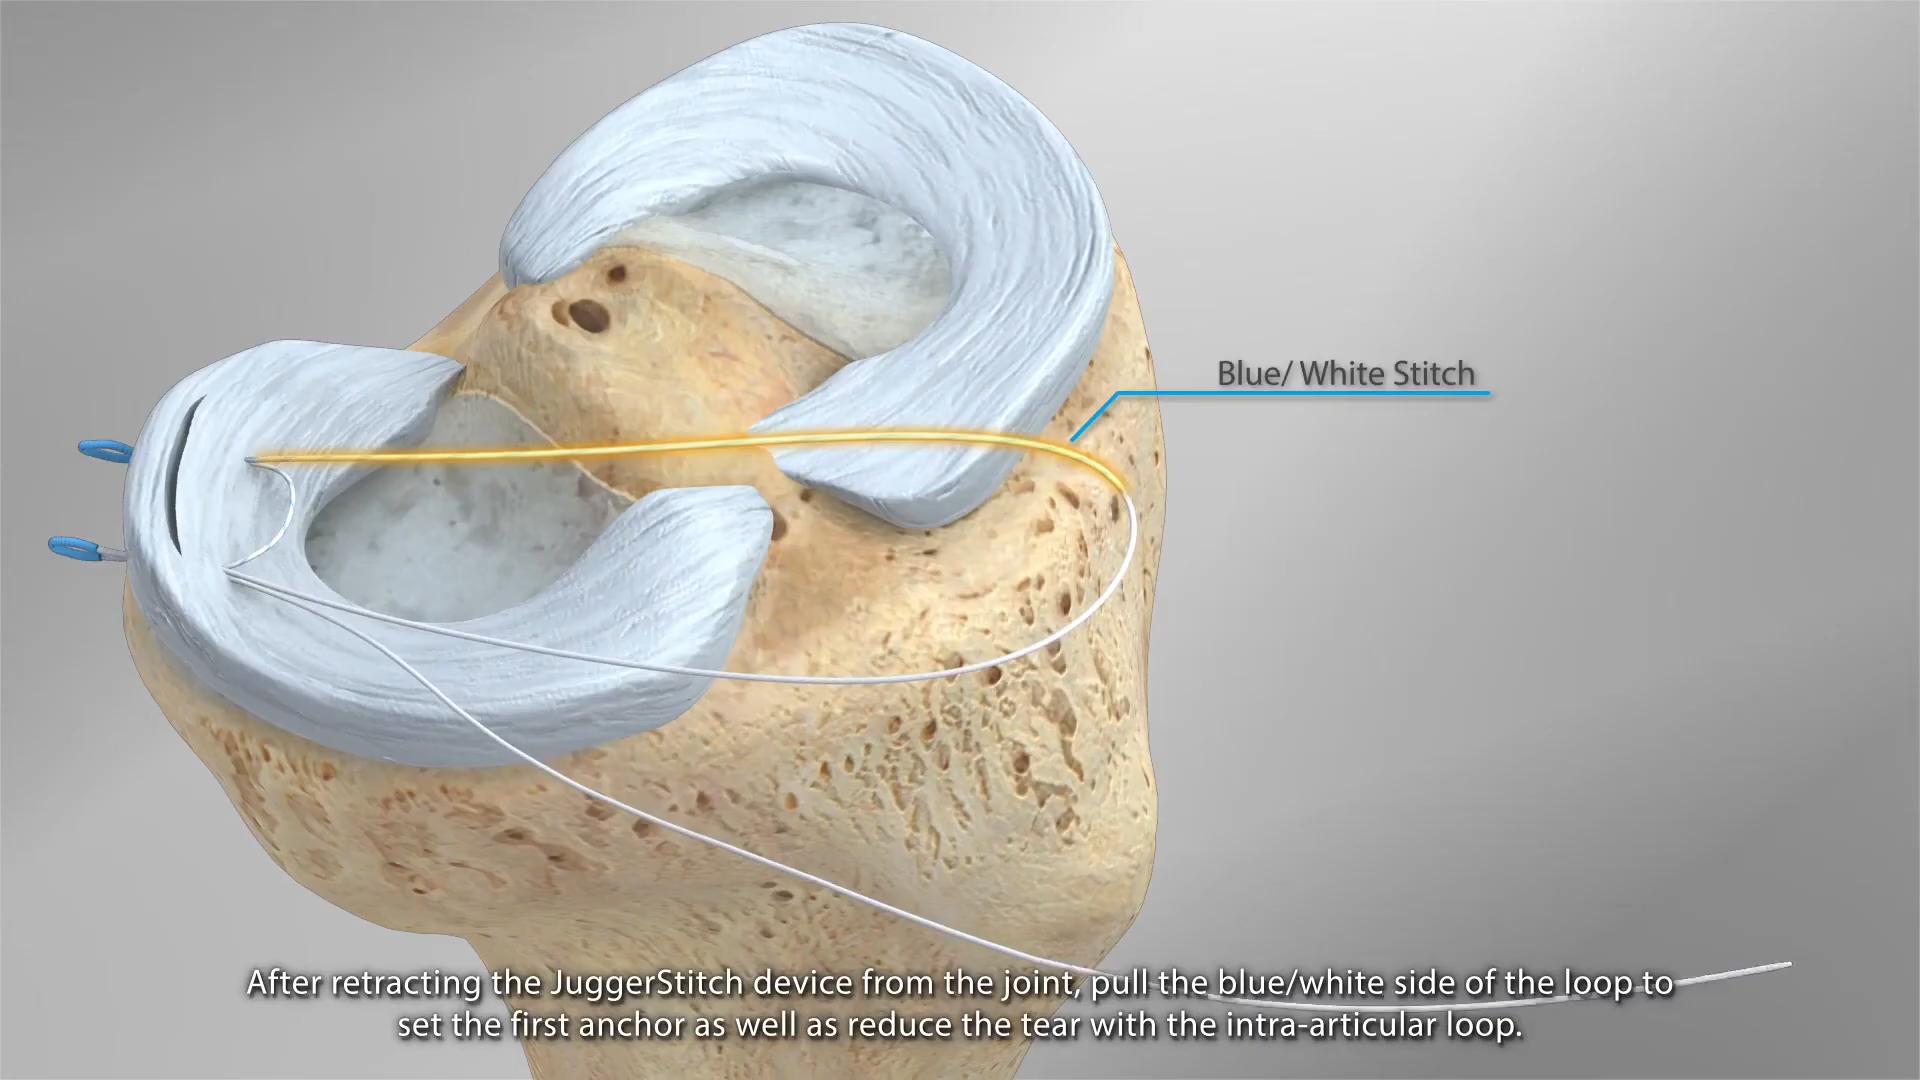 Blue/ White Stitch
After retracting the JuggerStitch device from the joint, pull the blue/white side of the loop to
set the first anchor as well as reduce the tear with the intra-articular loop.